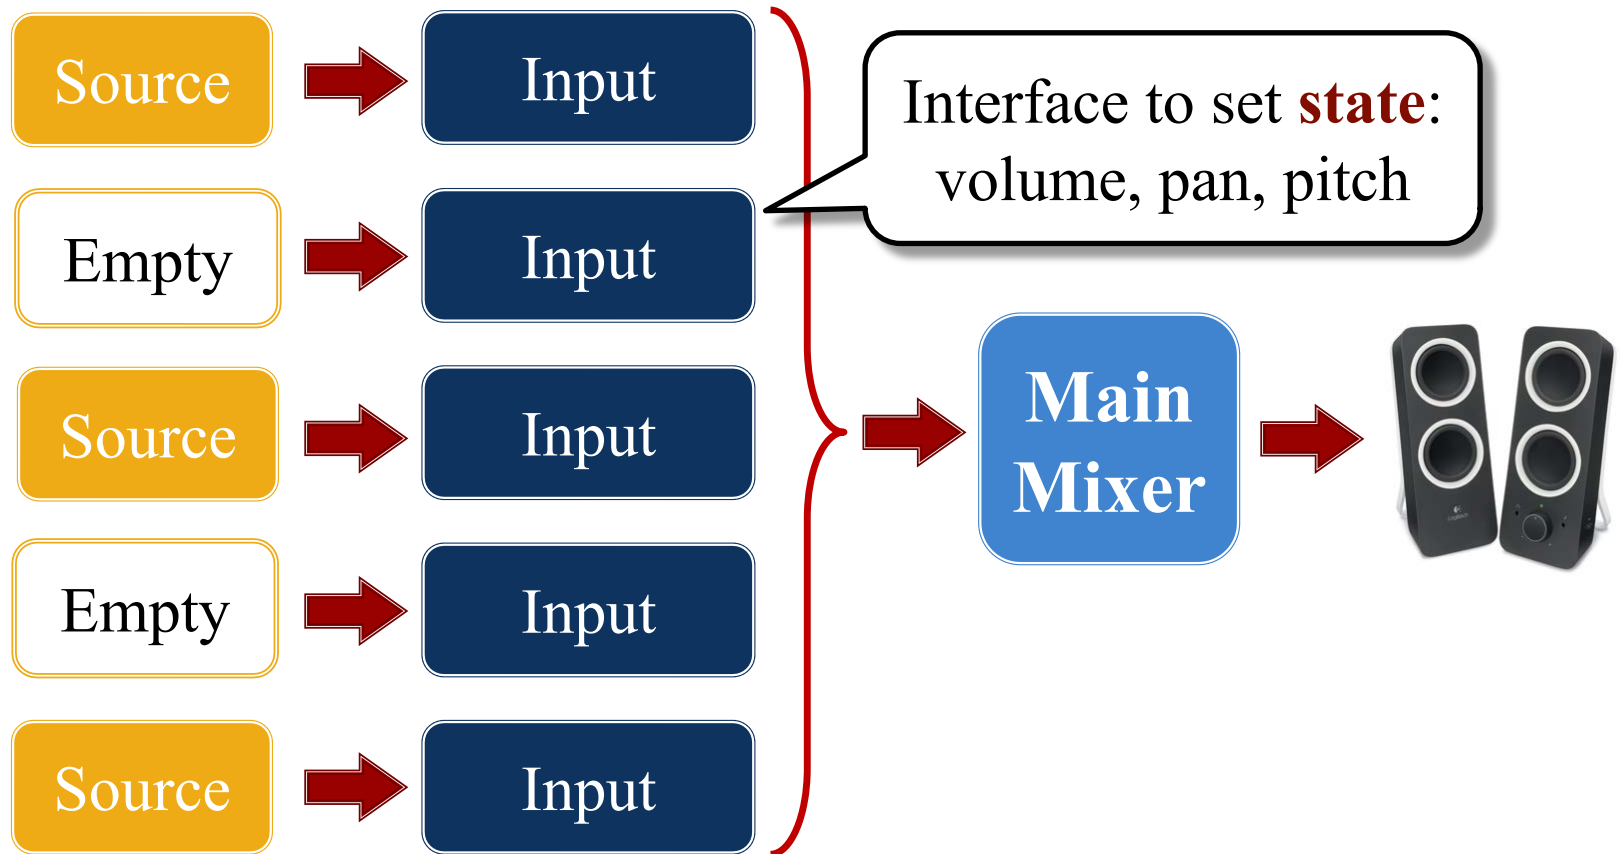 Source
Input
Interface to set state:
volume, pan, pitch
Empty
Input
Source
Input
Main
Mixer
Logitech
Empty
Input
Source
Input